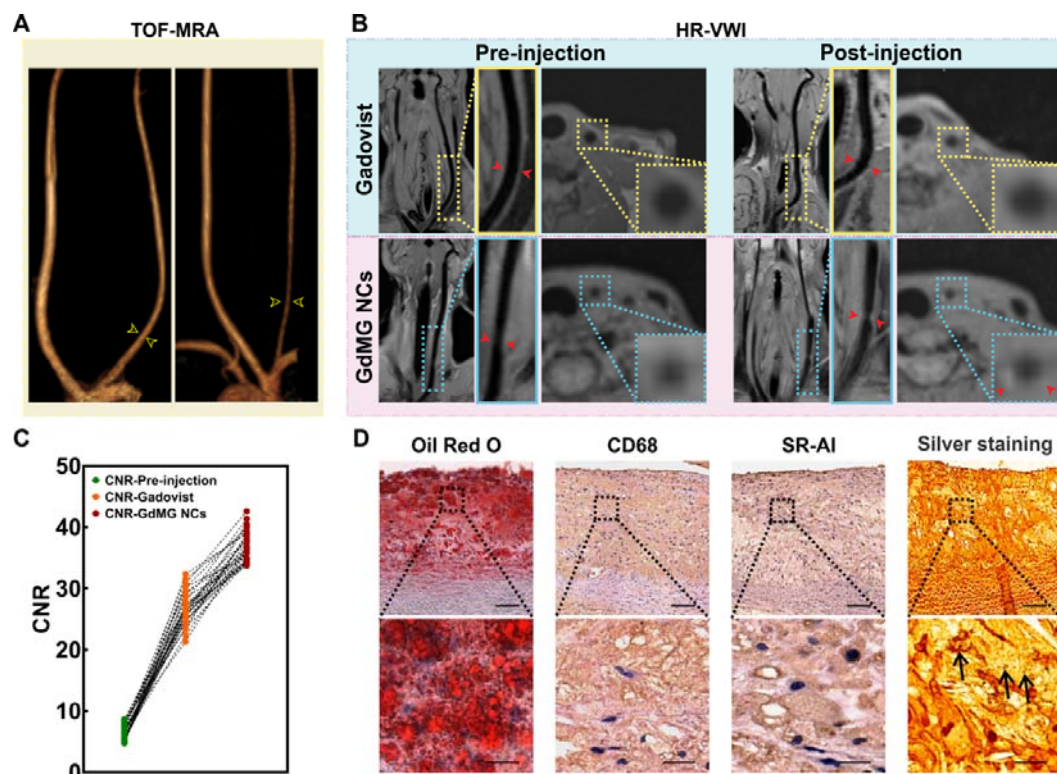 A
TOF-MRA
B
HR-VWI
Pre-injection
Post-injection
Gadovist
GdMG NCs
C
50
40
30
20
10
0
CNR
CNR-Pre-injection
CNR-Gadovist
CNR-GdMG NCs
D
Oil Red O
CD68
SR-AI
Silver staining